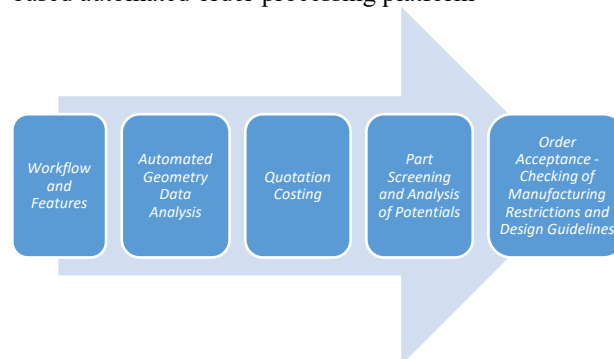 based automated order processing platform
Workflow
and
Features
Automated
Geometry
Data
Analysis
Quotation
Costing
Part
Screening
and Analysis
of Potentials
Order
Acceptance -
Checking of
Manufacturing
Restrictions and
Design Guidelines